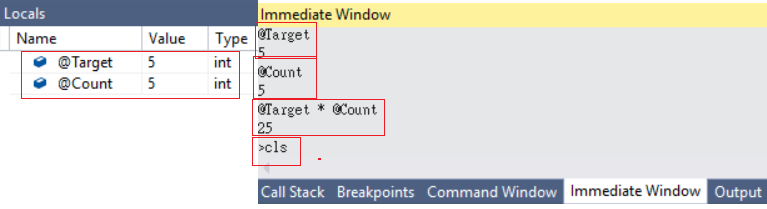 Locals
Name Value Type
@Target 5 int
@Count 5 int
Immediate Window
@Target
5
@Count
5
@Target * @Count
25
>cls
Call Stack Breakpoints Command Window Immediate Window Output